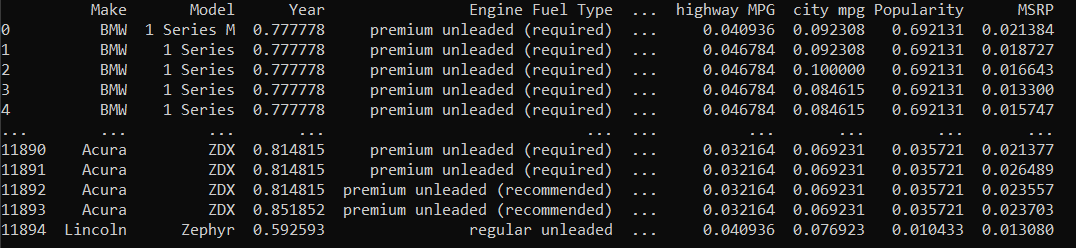 Make Model Year Engine Fuel Type ... highway MPG city mpg Popularity MSRP
0 BMW 1 Series M 0.777778 premium unleaded (required) ... 0.040936 0.092308 0.692131 0.021384
1 BMW 1 Series 0.777778 premium unleaded (required) ... 0.046784 0.092308 0.692131 0.018727
2 BMW 1 Series 0.777778 premium unleaded (required) ... 0.046784 0.100000 0.692131 0.016643
3 BMW 1 Series 0.777778 premium unleaded (required) ... 0.046784 0.084615 0.692131 0.013300
4 BMW 1 Series 0.777778 premium unleaded (required) ... 0.046784 0.084615 0.692131 0.015747
... ... ... ... ... ... ... ... ... ...
11890 Acura ZDX 0.814815 premium unleaded (required) ... 0.032164 0.069231 0.035721 0.021377
11891 Acura ZDX 0.814815 premium unleaded (required) ... 0.032164 0.069231 0.035721 0.026489
11892 Acura ZDX 0.814815 premium unleaded (recommended) ... 0.032164 0.069231 0.035721 0.023557
11893 Acura ZDX 0.851852 premium unleaded (recommended) ... 0.032164 0.069231 0.035721 0.023703
11894 Lincoln Zephyr 0.592593 regular unleaded ... 0.040936 0.076923 0.010433 0.013080